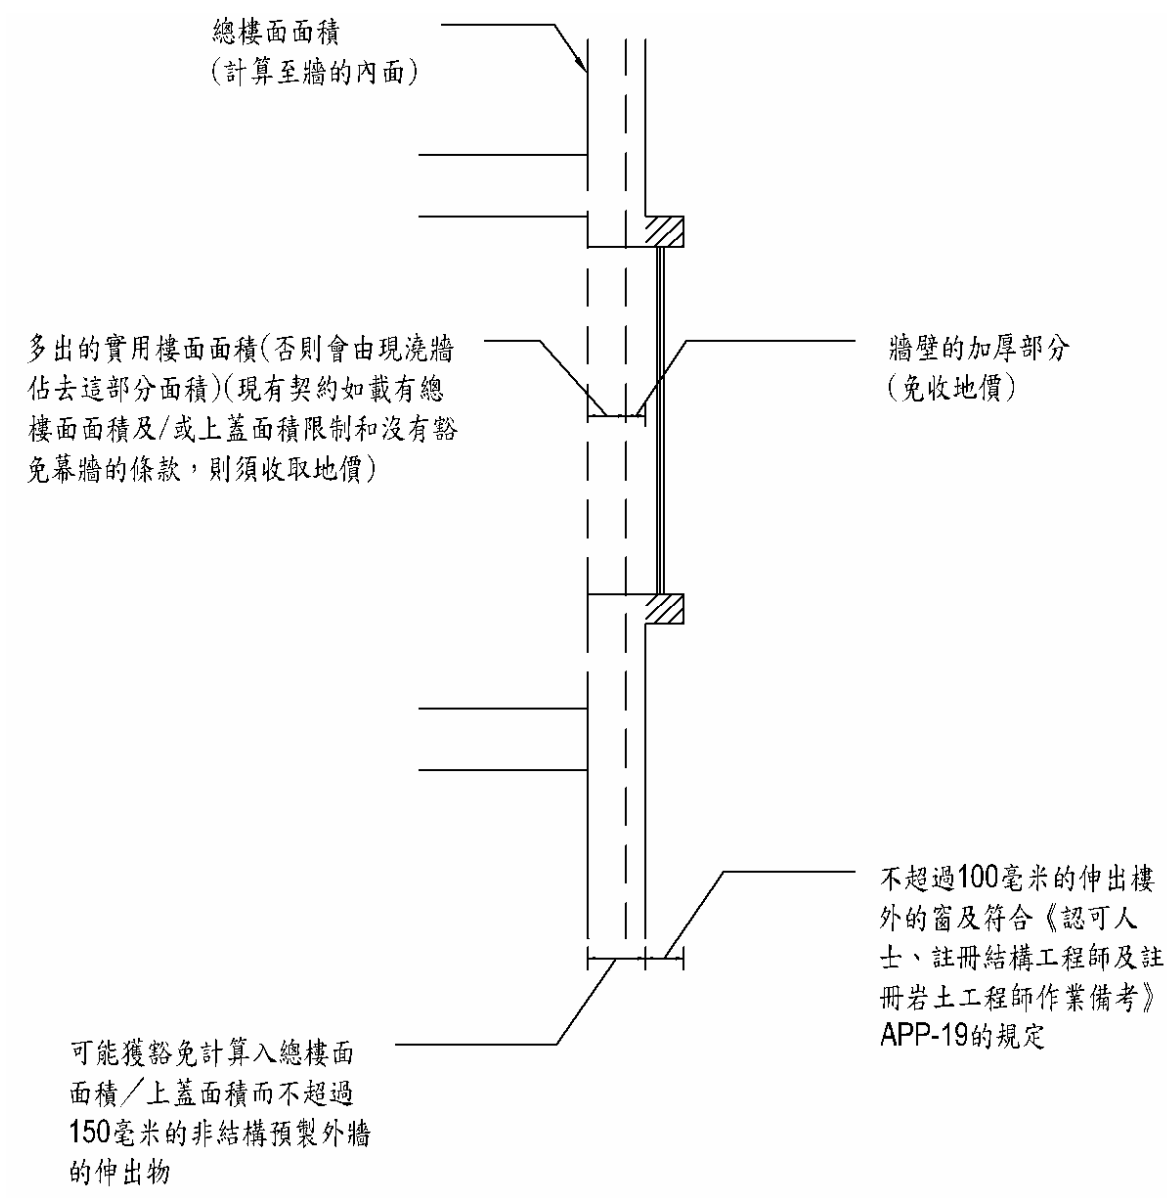 總樓面面積
(計算至牆的內面)
多出的實用樓面面積(否則會由現澆牆
佔去這部分面積)(現有契約如載有總
樓面面積及/或上蓋面積限制和沒有豁
免幕牆的條款，則須收取地價)
牆壁的加厚部分
(免收地價)
不超過100毫米的伸出樓
外的窗及符合《認可人
士、註冊結構工程師及註
冊岩土工程師作業備考》
APP-19的規定
可能獲豁免計算入總樓面
面積／上蓋面積而不超過
150毫米的非結構預製外牆
的伸出物